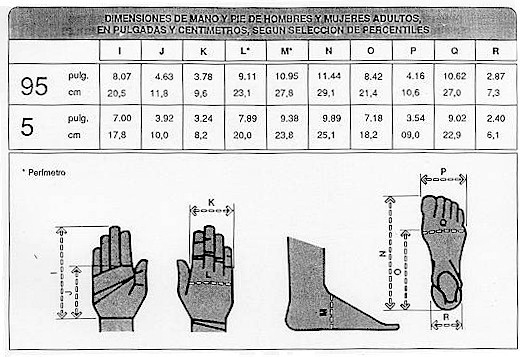 DIMENSIONES DE MANO Y PIE DE HOMBRES Y MUJERES ADULTOS,
EN PULGADAS Y CENTIMETROS, SEGUN SELECCION DE PERCENTILES
I J K L* M* N O P Q R
95 pulg. 8.07 4.63 3.78 9.11 10.95 11.44 8.42 4.16 10.62 2.87
cm 20,5 11,8 9,6 23,1 27,8 29,1 21,4 10,6 27,0 7,3
5 pulg. 7.00 3.92 3.24 7.89 9.38 9.89 7.18 3.54 9.02 2.40
cm 17,8 10,0 8,2 20,0 23,8 25,1 18,2 09,0 22,9 6,1
* Perímetro
K
P
Q
I
J
L
M
N
O
R